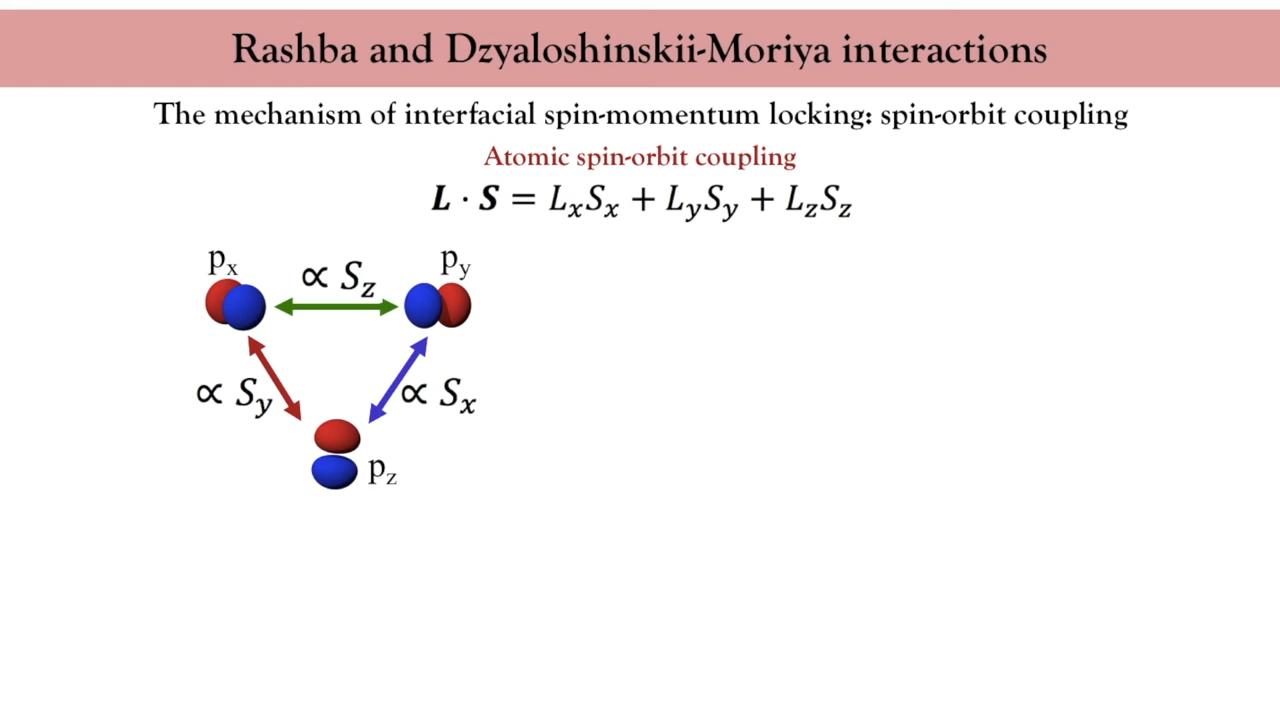 Rashba and Dzyaloshinskii-Moriya interactions
The mechanism of interfacial spin-momentum locking: spin-orbit coupling
Atomic spin-orbit coupling
L · S = LₓSₓ + L_yS_y + L_zS_z
pₓ
∝ S_z
p_y
∝ S_y
∝ Sₓ
p_z